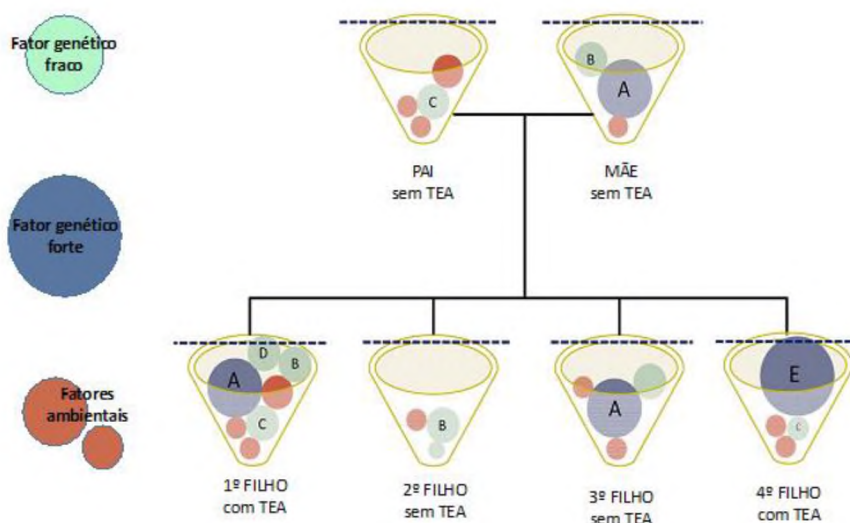 Fator genético
fraco
Fator genético
forte
Fatores
ambientais
C
B
A
PAI
sem TEA
MÃE
sem TEA
D
B
A
C
B
A
E
C
1º FILHO
com TEA
2º FILHO
sem TEA
3º FILHO
sem TEA
4º FILHO
com TEA